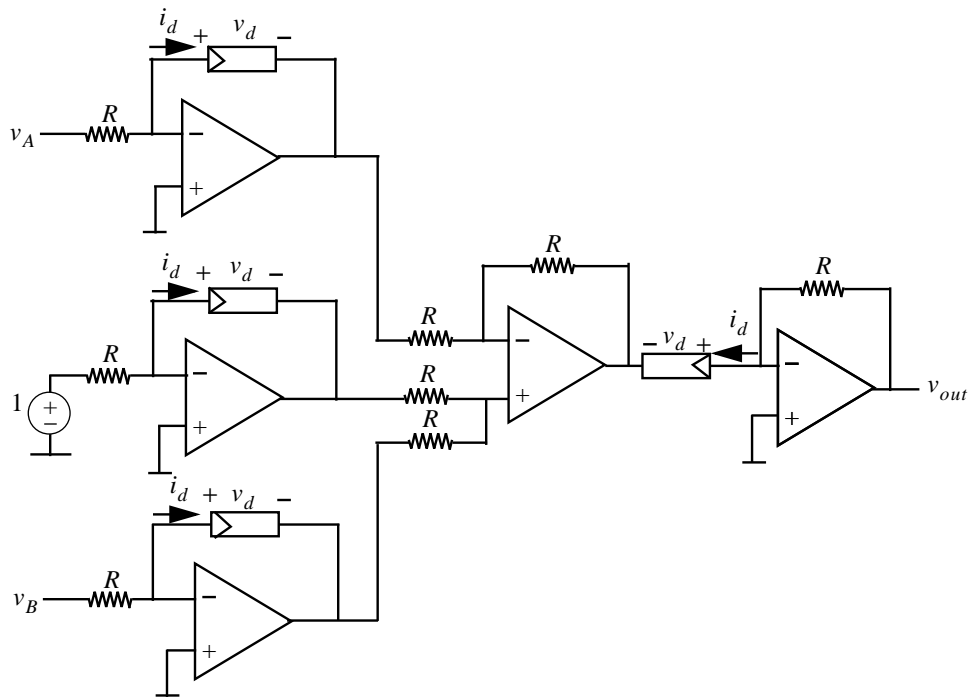 i_d + v_d −
R
v_A
−
+
i_d + v_d −
R
1
+
−
−
+
i_d + v_d −
R
v_B
−
+
R
R
R
R
−
+
− v_d +
i_d
R
−
+
v_out